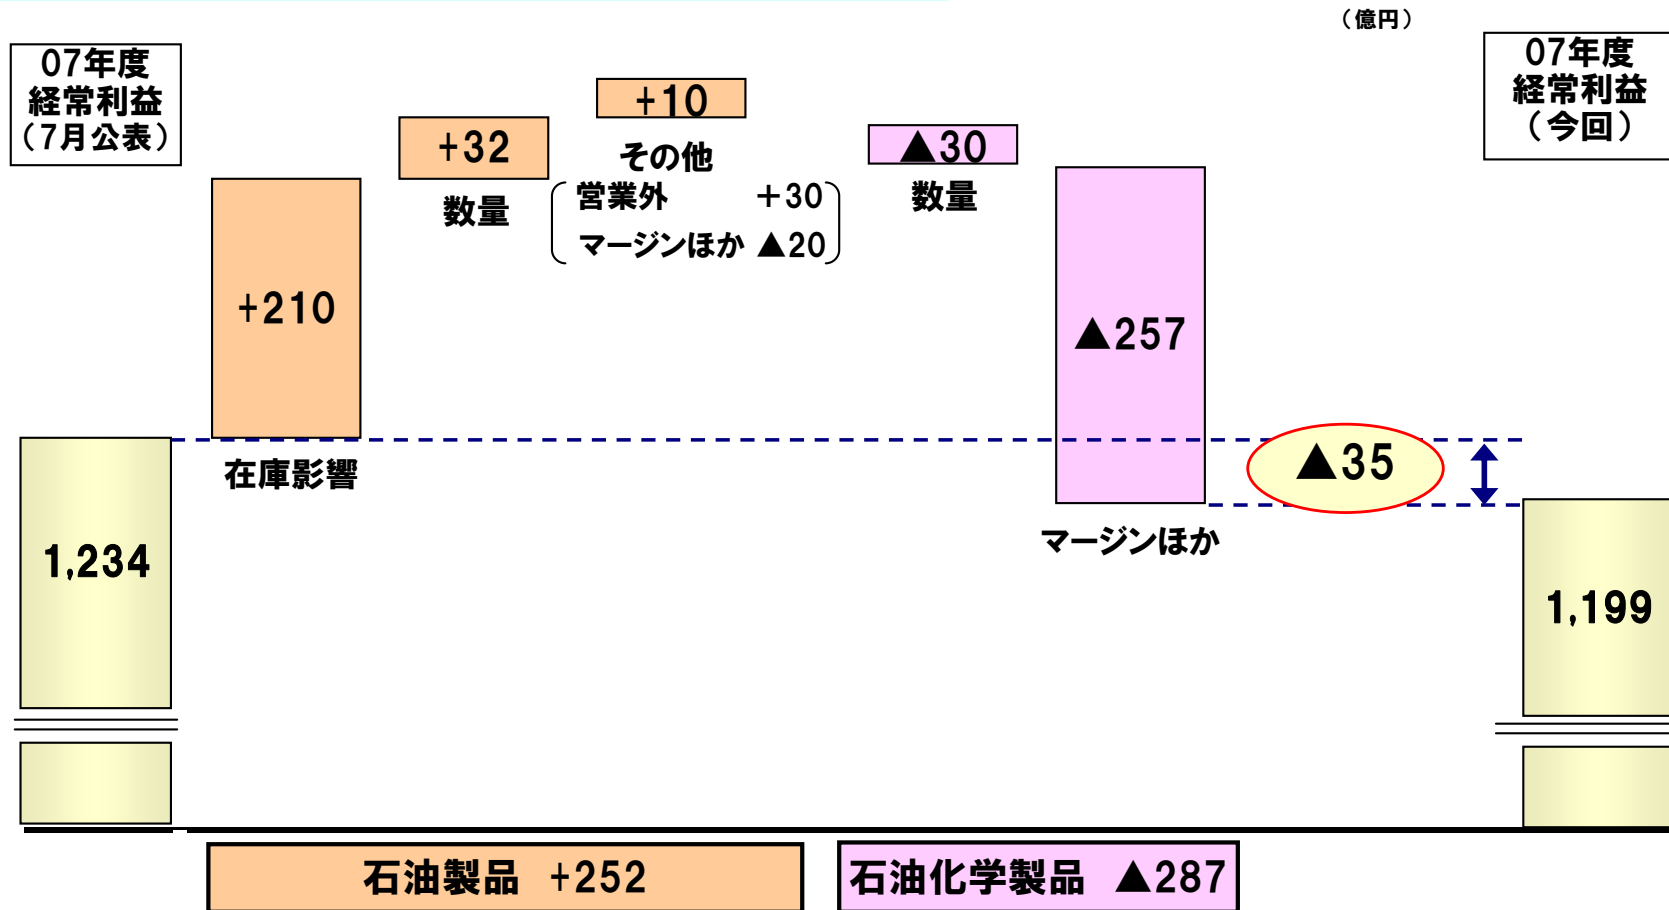 （億円）
07年度
経常利益
（7月公表）
07年度
経常利益
（今回）
+10
+32
▲30
その他
数量
数量
営業外 ＋30
マージンほか ▲20
+210
▲257
▲35
在庫影響
マージンほか
1,234
1,199
石油製品 +252
石油化学製品 ▲287